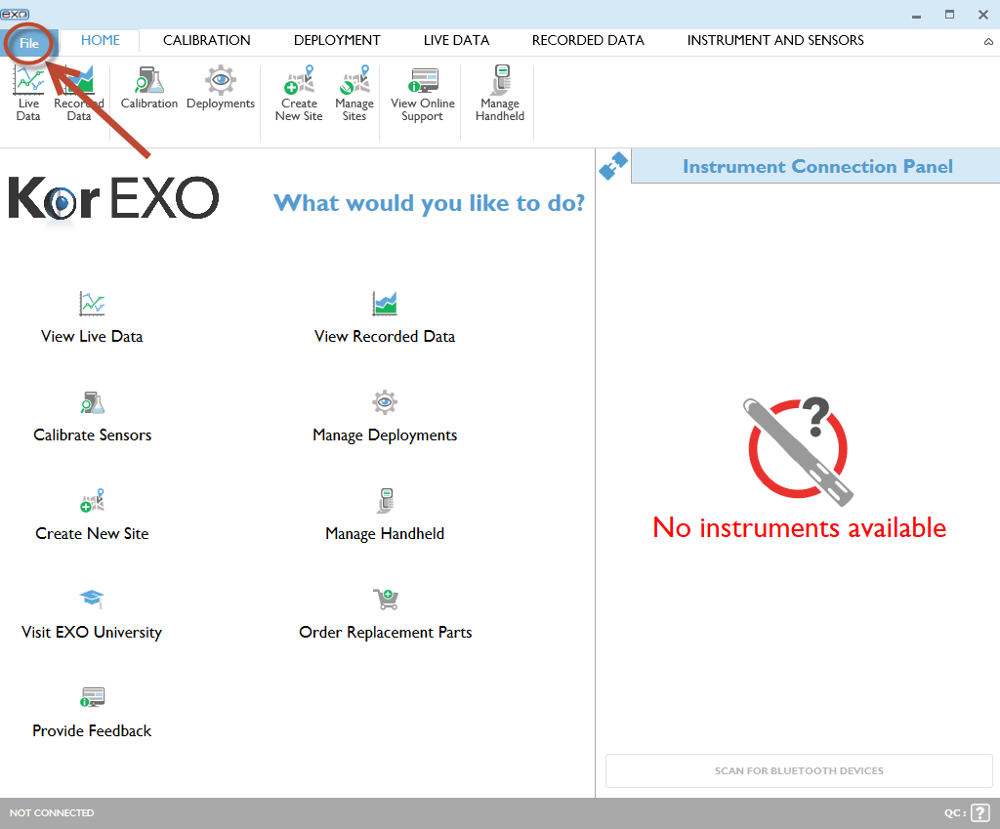 exo
File HOME CALIBRATION DEPLOYMENT LIVE DATA RECORDED DATA INSTRUMENT AND SENSORS
Live Data
Recorded Data
Calibration
Deployments
Create New Site
Manage Sites
View Online Support
Manage Handheld
Instrument Connection Panel
Kor EXO
What would you like to do?
View Live Data
View Recorded Data
Calibrate Sensors
Manage Deployments
Create New Site
Manage Handheld
Visit EXO University
Order Replacement Parts
Provide Feedback
?
No instruments available
SCAN FOR BLUETOOTH DEVICES
NOT CONNECTED
QC : ?